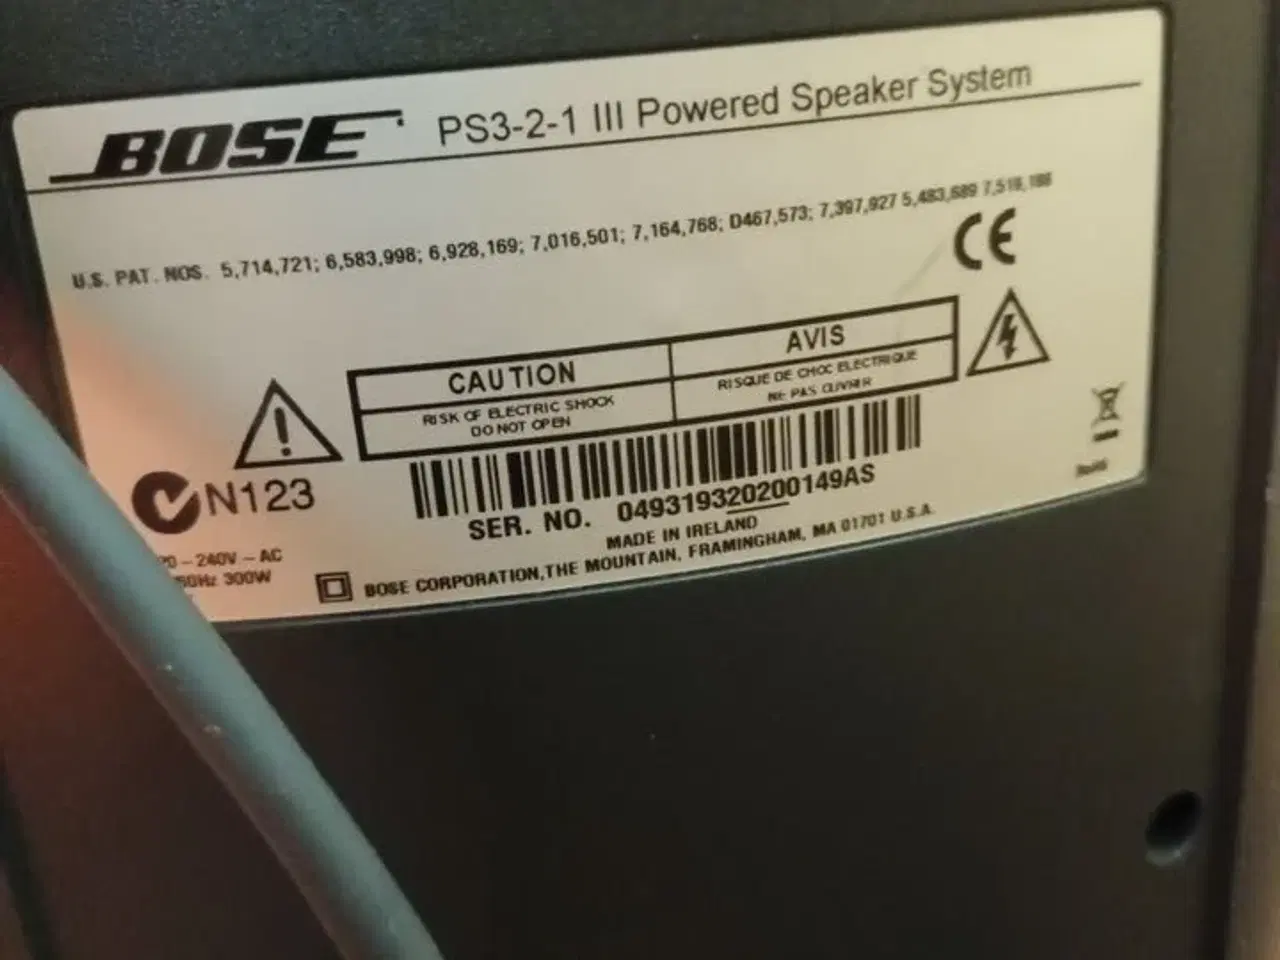 BOSE PS3-2-1 III Powered Speaker System
U.S. PAT. NOS. 5,714,721; 6,583,998; 6,928,169; 7,016,501; 7,164,768; D467,573; 7,397,927 5,483,689
CE
CAUTION
RISK OF ELECTRIC SHOCK
DO NOT OPEN
AVIS
RISQUE DE CHOC ELECTRIQUE
NE PAS OUVRIR
N123
SER. NO. 049319320200149AS
MADE IN IRELAND
BOSE CORPORATION, THE MOUNTAIN, FRAMINGHAM, MA 01701 U.S.A.
240V ~ AC
300W
RoHS